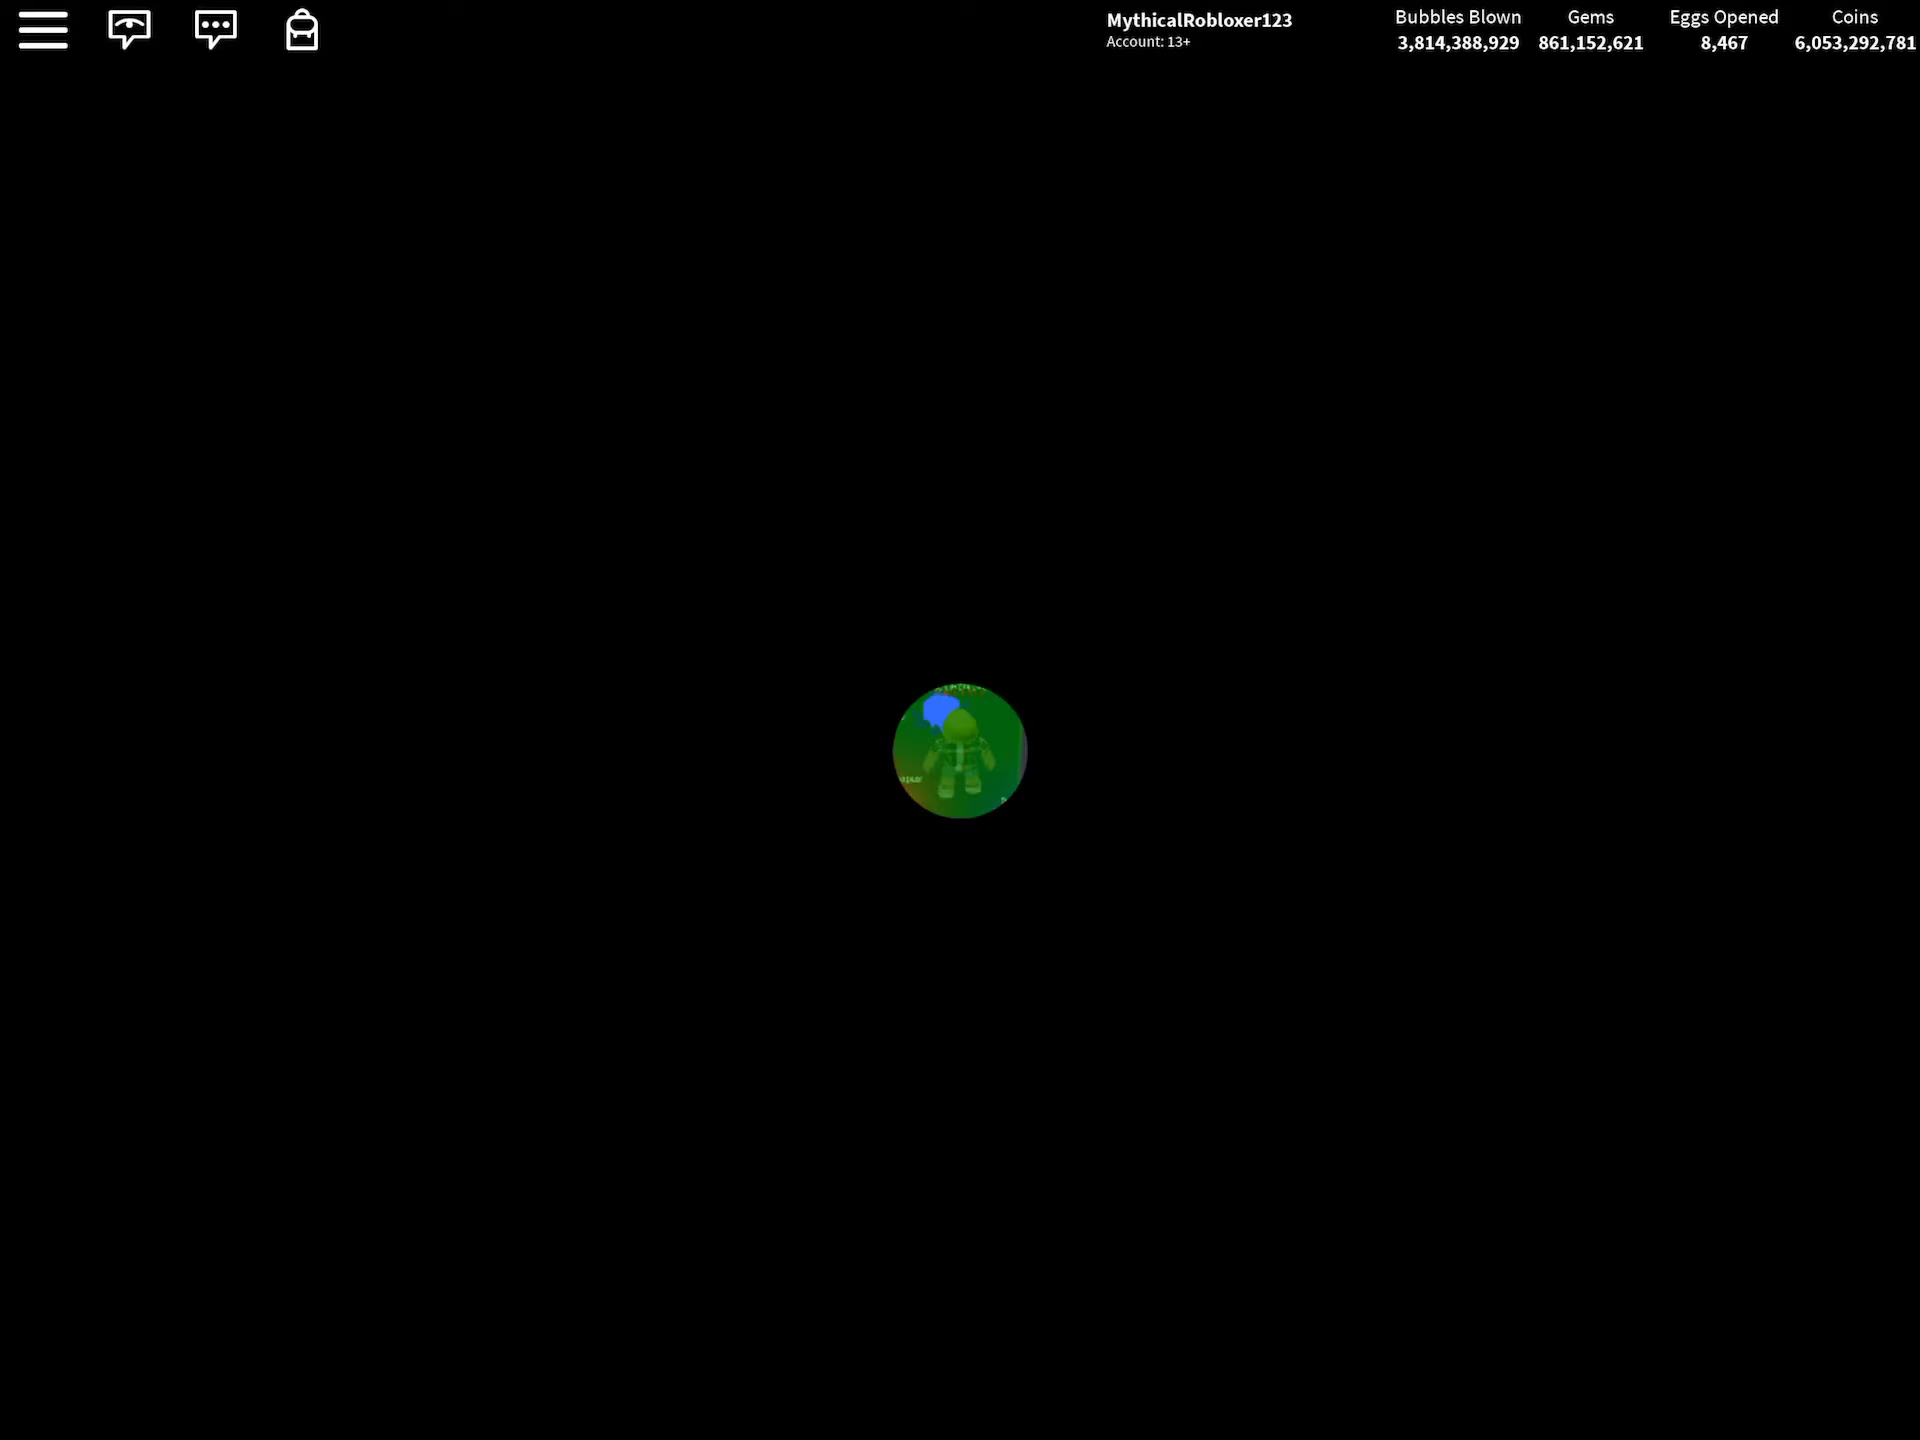 MythicalRobloxer123
Account: 13+
Bubbles Blown
3,814,388,929
Gems
861,152,621
Eggs Opened
8,467
Coins
6,053,292,781